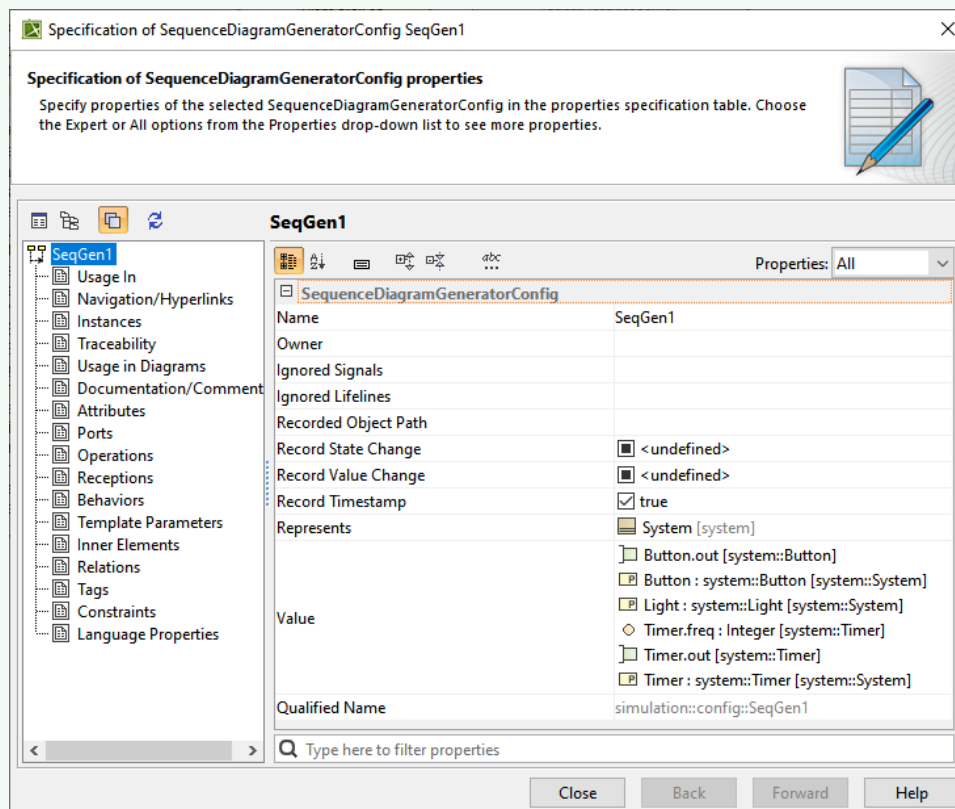 Specification of SequenceDiagramGeneratorConfig SeqGen1
Specification of SequenceDiagramGeneratorConfig properties
Specify properties of the selected SequenceDiagramGeneratorConfig in the properties specification table. Choose
the Expert or All options from the Properties drop-down list to see more properties.
SeqGen1
SeqGen1
Usage In
Navigation/Hyperlinks
Instances
Traceability
Usage in Diagrams
Documentation/Comment
Attributes
Ports
Operations
Receptions
Behaviors
Template Parameters
Inner Elements
Relations
Tags
Constraints
Language Properties
Properties: All
SequenceDiagramGeneratorConfig
Name SeqGen1
Owner
Ignored Signals
Ignored Lifelines
Recorded Object Path
Record State Change <undefined>
Record Value Change <undefined>
Record Timestamp true
Represents System [system]
Value
Button.out [system::Button]
Button : system::Button [system::System]
Light : system::Light [system::System]
Timer.freq : Integer [system::Timer]
Timer.out [system::Timer]
Timer : system::Timer [system::System]
Qualified Name simulation::config::SeqGen1
Type here to filter properties
Close Back Forward Help